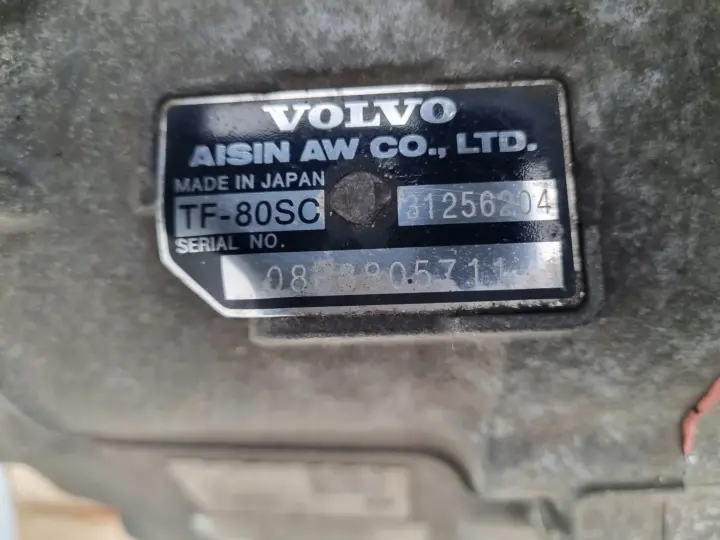 VOLVO
AISIN AW CO., LTD.
MADE IN JAPAN
TF-80SC 31256204
SERIAL NO.